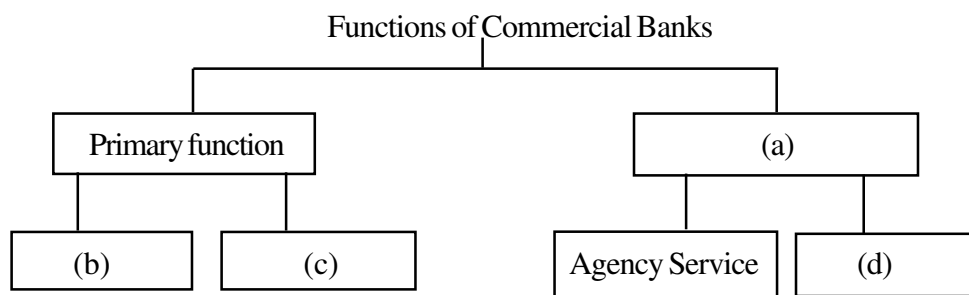 Functions of Commercial Banks
Primary function
(a)
(b)
(c)
Agency Service
(d)